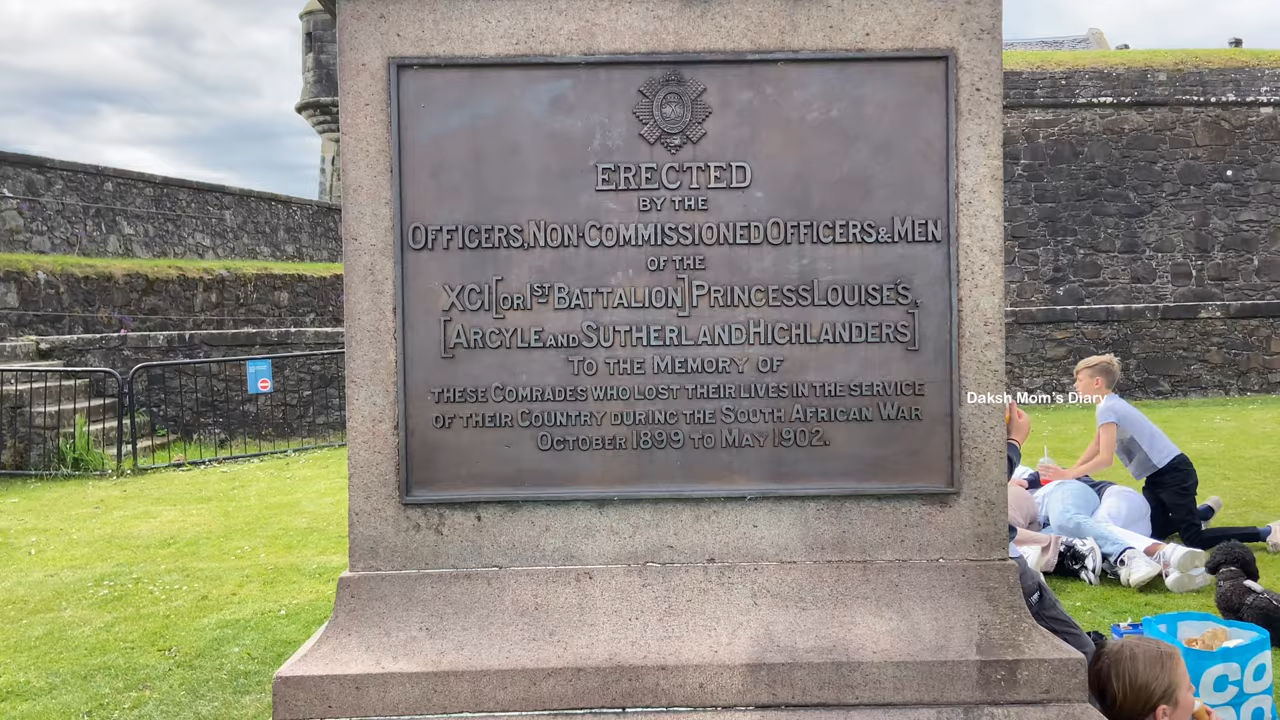 ERECTED
BY THE
OFFICERS, NON-COMMISSIONED OFFICERS & MEN
OF THE
XCI [OR 1ST BATTALION] PRINCESS LOUISE'S,
[ARGYLE AND SUTHERLAND HIGHLANDERS]
TO THE MEMORY OF
THESE COMRADES WHO LOST THEIR LIVES IN THE SERVICE
OF THEIR COUNTRY DURING THE SOUTH AFRICAN WAR
OCTOBER 1899 TO MAY 1902.
Daksh Mom's Diary
CO